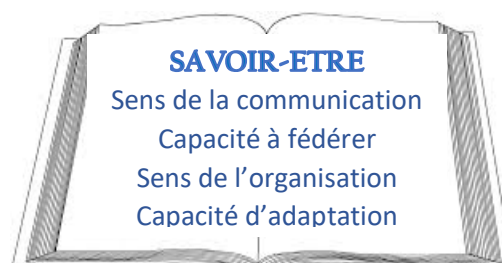 SAVOIR-ETRE
Sens de la communication
Capacité à fédérer
Sens de l’organisation
Capacité d’adaptation